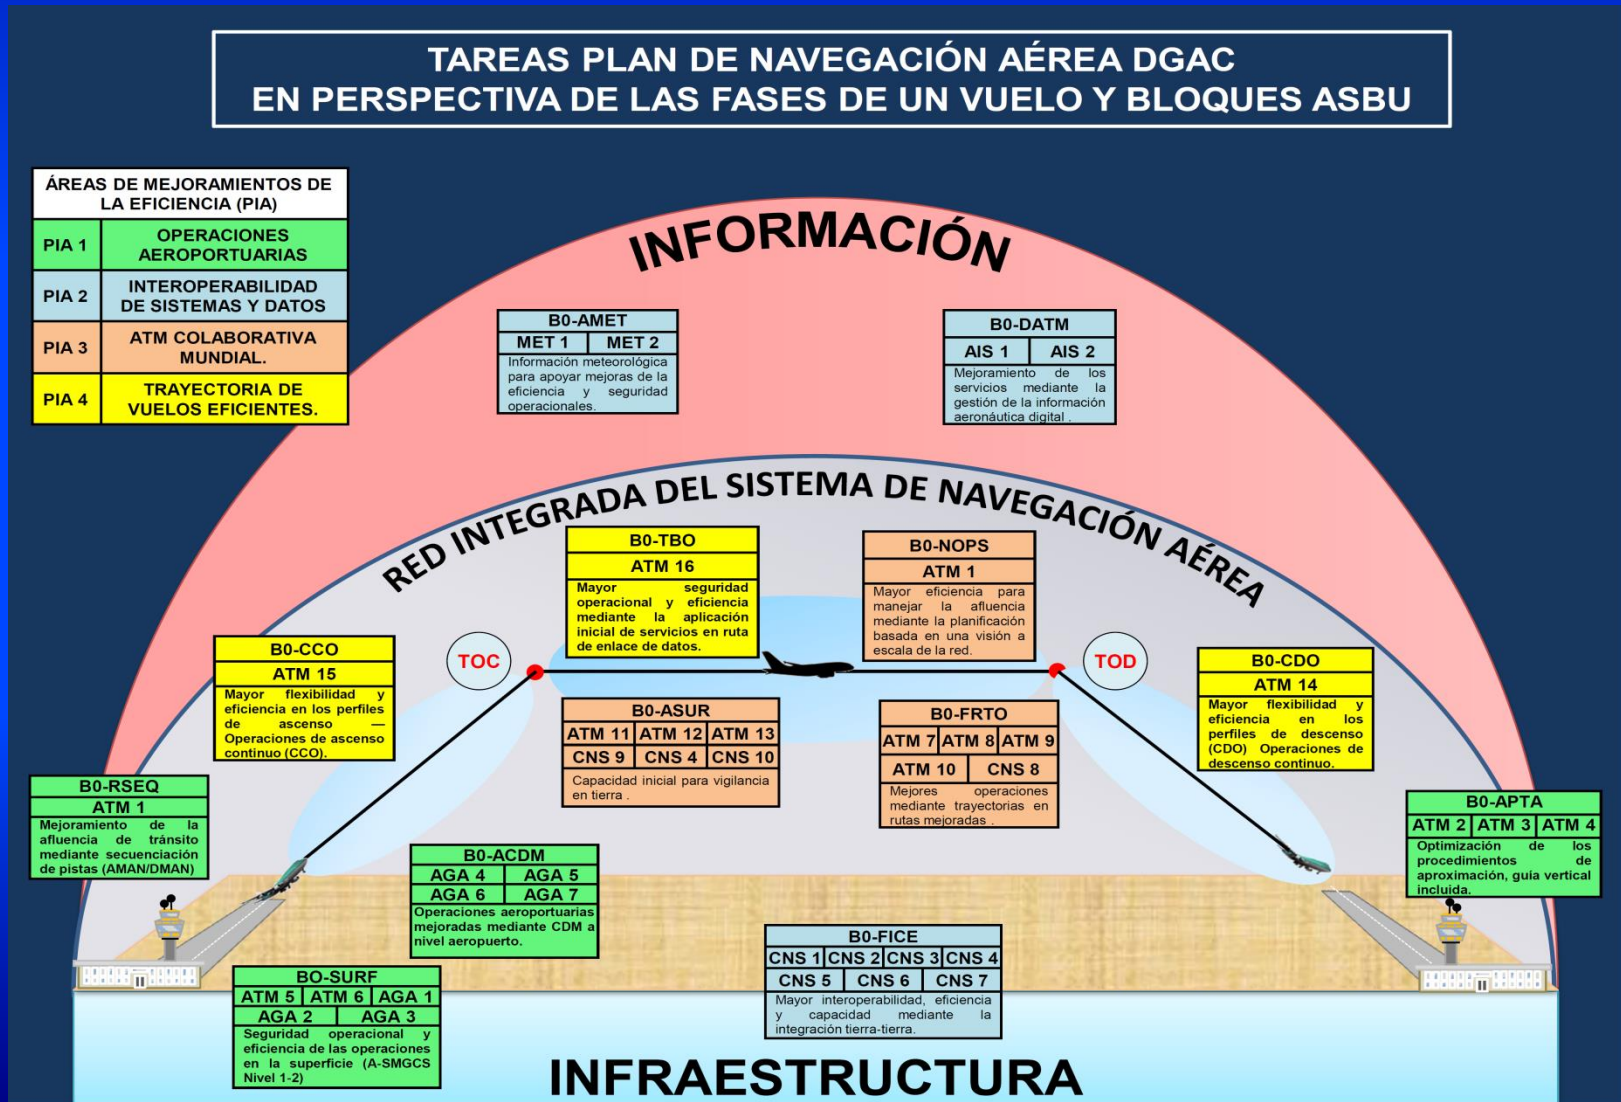 TAREAS PLAN DE NAVEGACIÓN AÉREA DGAC
EN PERSPECTIVA DE LAS FASES DE UN VUELO Y BLOQUES ASBU
ÁREAS DE MEJORAMIENTOS DE
LA EFICIENCIA (PIA)
PIA 1
OPERACIONES
AEROPORTUARIAS
PIA 2
INTEROPERABILIDAD
DE SISTEMAS Y DATOS
PIA 3
ATM COLABORATIVA
MUNDIAL.
PIA 4
TRAYECTORIA DE
VUELOS EFICIENTES.
INFORMACIÓN
B0-AMET
MET 1 MET 2
Información meteorológica
para apoyar mejoras de la
eficiencia y seguridad
operacionales.
B0-DATM
AIS 1 AIS 2
Mejoramiento de los
servicios mediante la
gestión de la información
aeronáutica digital .
RED INTEGRADA DEL SISTEMA DE NAVEGACIÓN AÉREA
B0-TBO
ATM 16
Mayor seguridad
operacional y eficiencia
mediante la aplicación
inicial de servicios en ruta
de enlace de datos.
B0-NOPS
ATM 1
Mayor eficiencia para
manejar la afluencia
mediante la planificación
basada en una visión a
escala de la red.
B0-CCO
ATM 15
Mayor flexibilidad y
eficiencia en los perfiles
de ascenso —
Operaciones de ascenso
continuo (CCO).
TOC
TOD
B0-CDO
ATM 14
Mayor flexibilidad y
eficiencia en los
perfiles de descenso
(CDO) Operaciones de
descenso continuo.
B0-ASUR
ATM 11 ATM 12 ATM 13
CNS 9 CNS 4 CNS 10
Capacidad inicial para vigilancia
en tierra .
B0-FRTO
ATM 7 ATM 8 ATM 9
ATM 10 CNS 8
Mejores operaciones
mediante trayectorias en
rutas mejoradas .
B0-RSEQ
ATM 1
Mejoramiento de la
afluencia de tránsito
mediante secuenciación
de pistas (AMAN/DMAN)
B0-APTA
ATM 2 ATM 3 ATM 4
Optimización de los
procedimientos de
aproximación, guía vertical
incluida.
B0-ACDM
AGA 4 AGA 5
AGA 6 AGA 7
Operaciones aeroportuarias
mejoradas mediante CDM a
nivel aeropuerto.
B0-FICE
CNS 1 CNS 2 CNS 3 CNS 4
CNS 5 CNS 6 CNS 7
Mayor interoperabilidad, eficiencia
y capacidad mediante la
integración tierra-tierra.
BO-SURF
ATM 5 ATM 6 AGA 1
AGA 2 AGA 3
Seguridad operacional y
eficiencia de las operaciones
en la superficie (A-SMGCS
Nivel 1-2)
INFRAESTRUCTURA